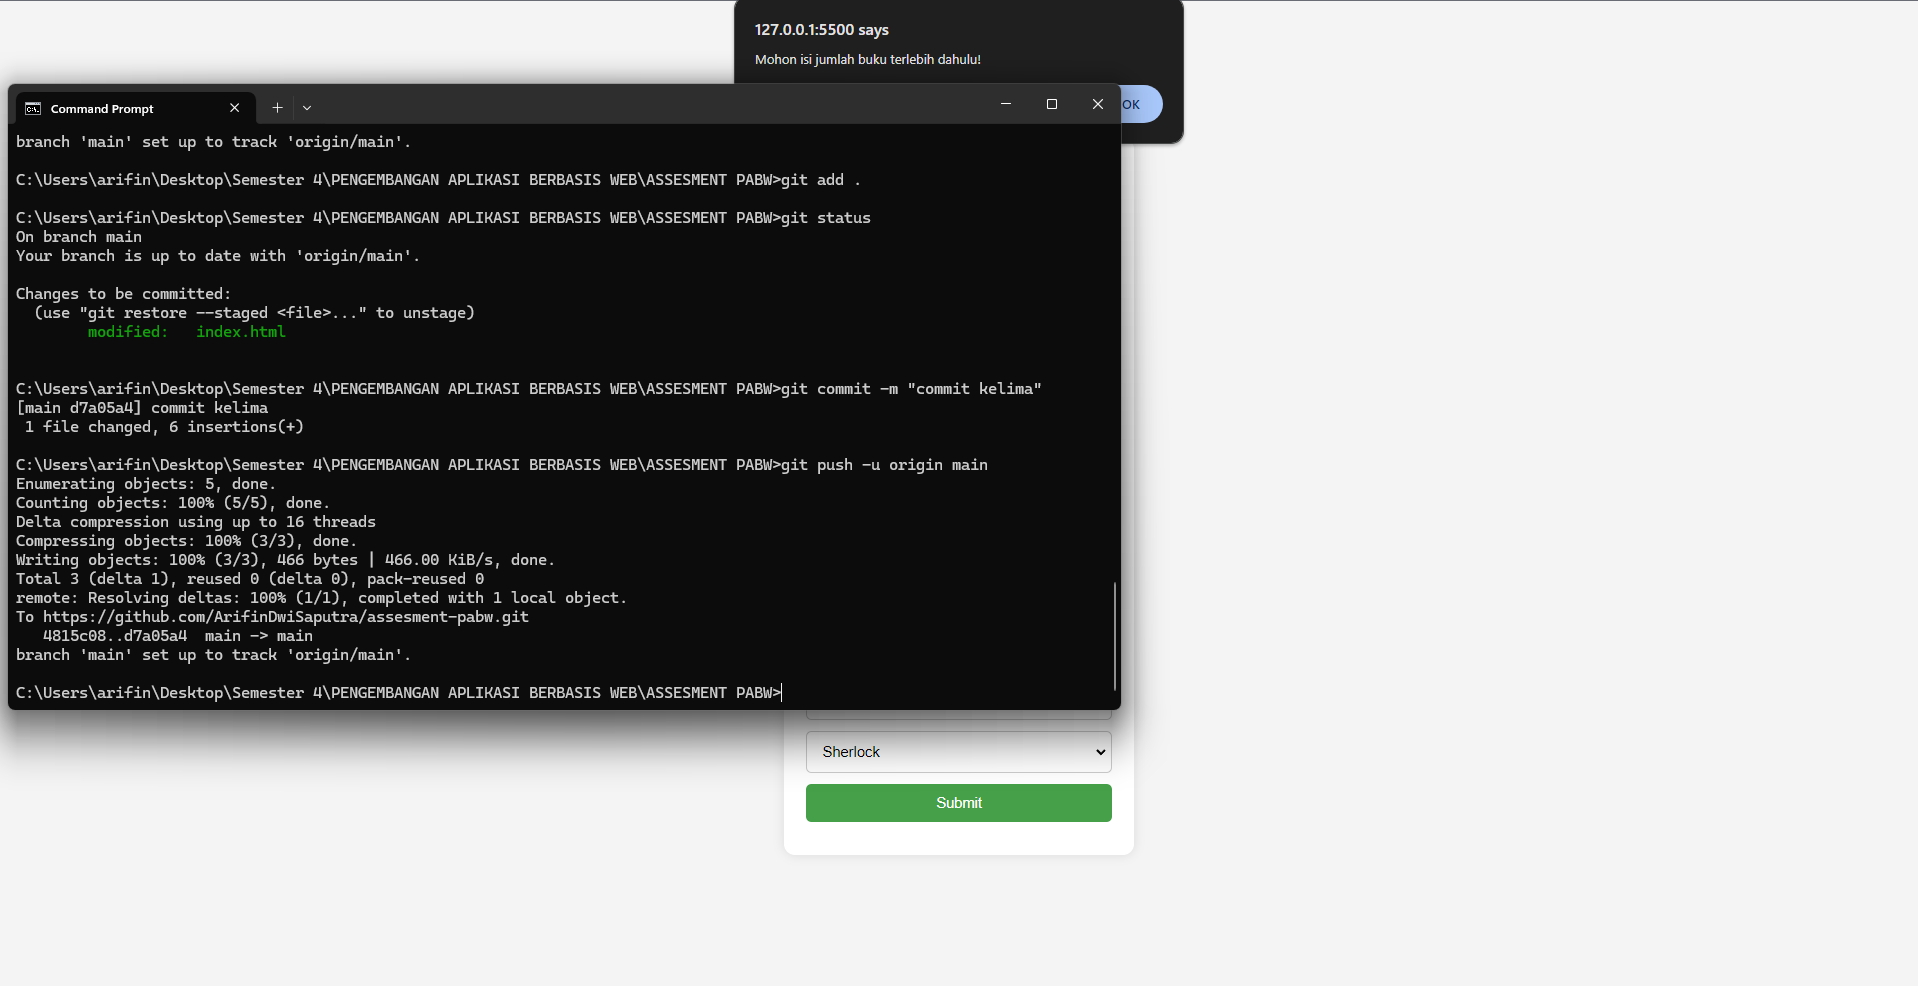 127.0.0.1:5500 says
Mohon isi jumlah buku terlebih dahulu!
OK
Command Prompt
branch 'main' set up to track 'origin/main'.
C:\Users\arifin\Desktop\Semester 4\PENGEMBANGAN APLIKASI BERBASIS WEB\ASSESMENT PABW>git add .
C:\Users\arifin\Desktop\Semester 4\PENGEMBANGAN APLIKASI BERBASIS WEB\ASSESMENT PABW>git status
On branch main
Your branch is up to date with 'origin/main'.
Changes to be committed:
  (use "git restore --staged <file>..." to unstage)
        modified:   index.html
C:\Users\arifin\Desktop\Semester 4\PENGEMBANGAN APLIKASI BERBASIS WEB\ASSESMENT PABW>git commit -m "commit kelima"
[main d7a05a4] commit kelima
 1 file changed, 6 insertions(+)
C:\Users\arifin\Desktop\Semester 4\PENGEMBANGAN APLIKASI BERBASIS WEB\ASSESMENT PABW>git push -u origin main
Enumerating objects: 5, done.
Counting objects: 100% (5/5), done.
Delta compression using up to 16 threads
Compressing objects: 100% (3/3), done.
Writing objects: 100% (3/3), 466 bytes | 466.00 KiB/s, done.
Total 3 (delta 1), reused 0 (delta 0), pack-reused 0
remote: Resolving deltas: 100% (1/1), completed with 1 local object.
To https://github.com/ArifinDwiSaputra/assesment-pabw.git
   4815c08..d7a05a4  main -> main
branch 'main' set up to track 'origin/main'.
C:\Users\arifin\Desktop\Semester 4\PENGEMBANGAN APLIKASI BERBASIS WEB\ASSESMENT PABW>
Sherlock
Submit